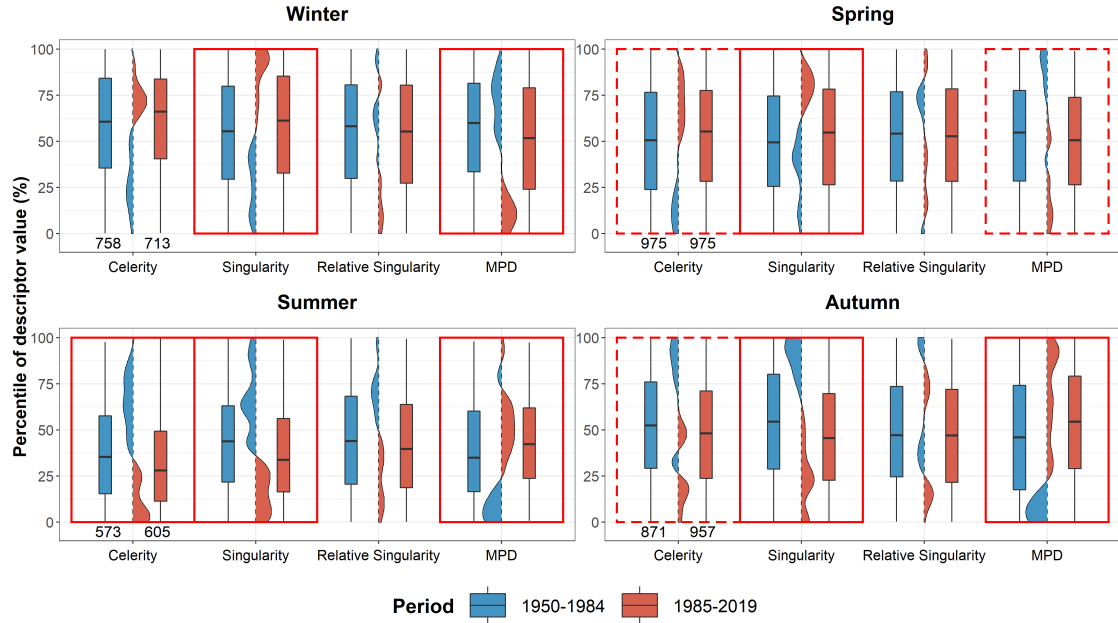 Winter
Spring
Percentile of descriptor value (%)
100
75
50
25
0
758 713
Celerity Singularity Relative Singularity MPD
100
75
50
25
0
975 975
Celerity Singularity Relative Singularity MPD
Summer
Autumn
100
75
50
25
0
573 605
Celerity Singularity Relative Singularity MPD
100
75
50
25
0
871 957
Celerity Singularity Relative Singularity MPD
Period 1950-1984 1985-2019